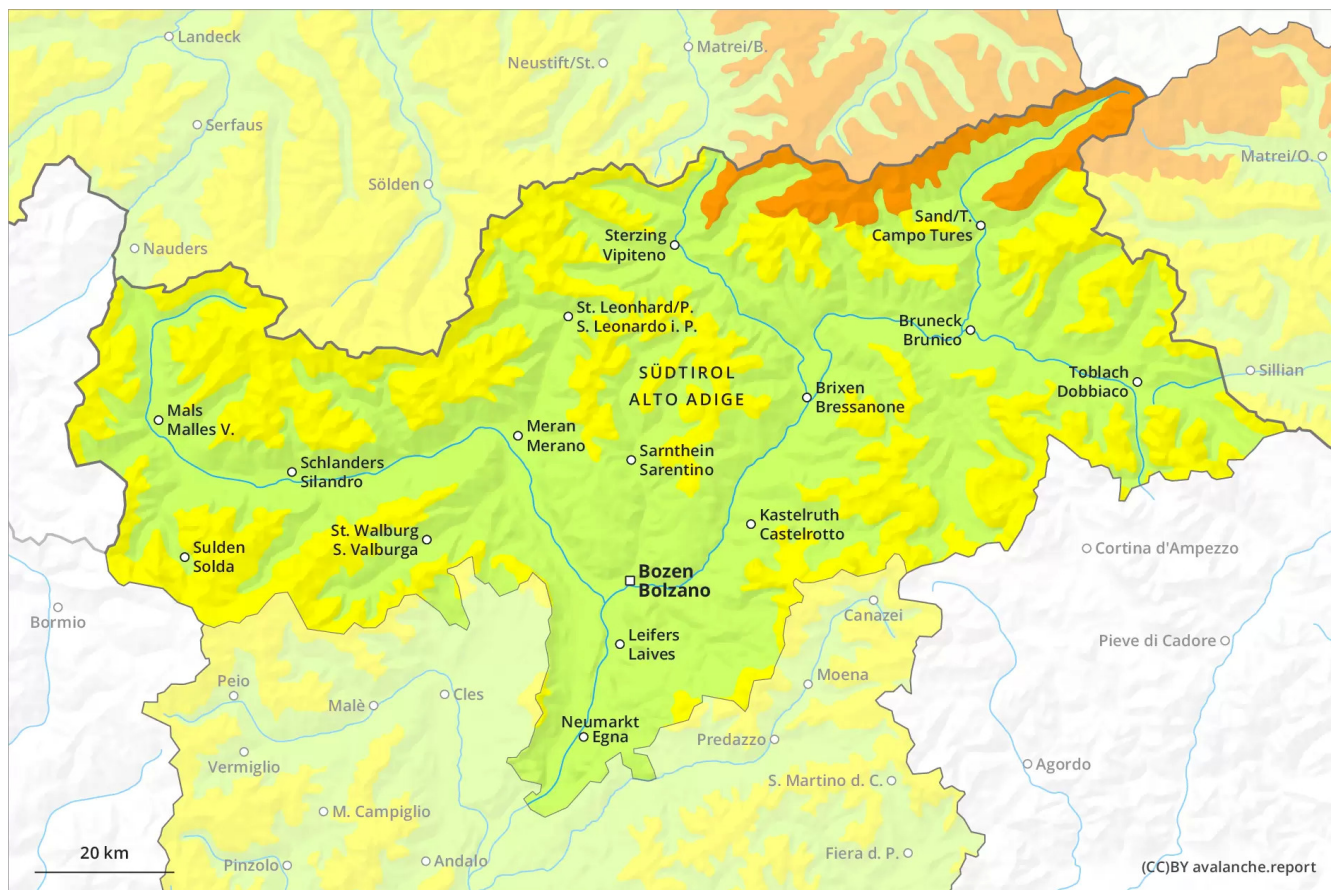 Landeck
Matrei/B.
Neustift/St.
Serfaus
Matrei/O.
Sölden
Sand/T.
Campo Tures
Nauders
Sterzing
Vipiteno
St. Leonhard/P.
S. Leonardo i. P.
Bruneck
Brunico
SÜDTIROL
ALTO ADIGE
Toblach
Dobbiaco
Sillian
Brixen
Bressanone
Mals
Malles V.
Meran
Merano
Schlanders
Silandro
Sarnthein
Sarentino
Kastelruth
Castelrotto
St. Walburg
S. Valburga
Sulden
Solda
Cortina d'Ampezzo
Bozen
Bolzano
Bormio
Canazei
Leifers
Laives
Pieve di Cadore
Peio
Moena
Malè
Cles
Neumarkt
Egna
Predazzo
Vermiglio
Agordo
S. Martino d. C.
M. Campiglio
20 km
Pinzolo
Andalo
Fiera d. P.
(CC)BY avalanche.report